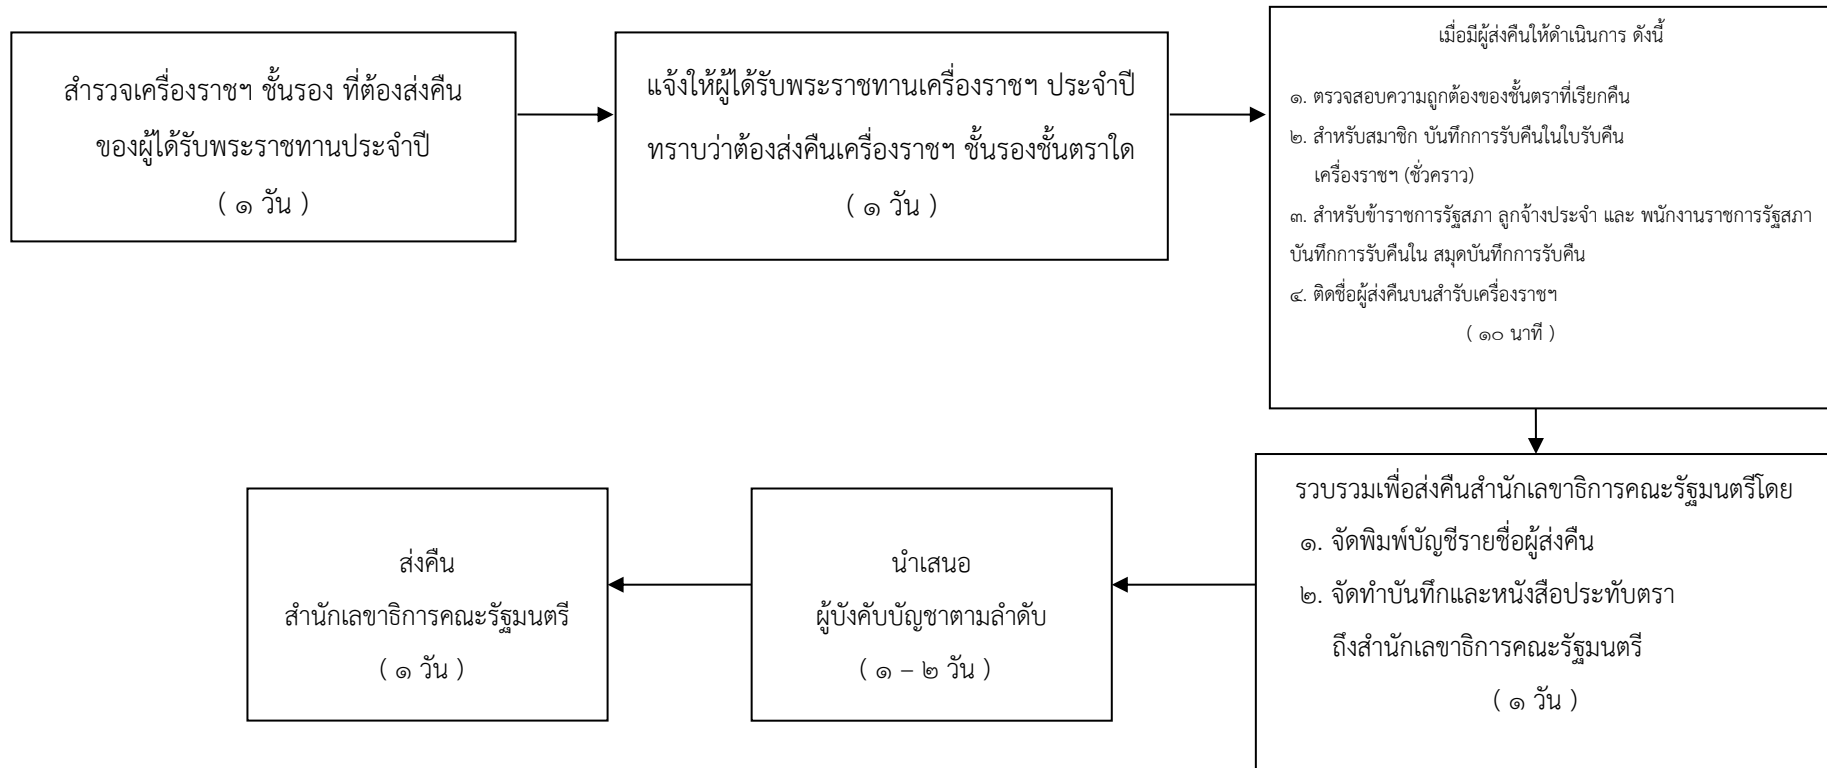 สำรวจเครื่องราชฯ ชั้นรอง ที่ต้องส่งคืน
ของผู้ได้รับพระราชทานประจำปี
( ๑ วัน )
แจ้งให้ผู้ได้รับพระราชทานเครื่องราชฯ ประจำปี
ทราบว่าต้องส่งคืนเครื่องราชฯ ชั้นรองชั้นตราใด
( ๑ วัน )
เมื่อมีผู้ส่งคืนให้ดำเนินการ ดังนี้
๑. ตรวจสอบความถูกต้องของชั้นตราที่เรียกคืน
๒. สำหรับสมาชิก บันทึกการรับคืนในใบรับคืน
เครื่องราชฯ (ชั่วคราว)
๓. สำหรับข้าราชการรัฐสภา ลูกจ้างประจำ และ พนักงานราชการรัฐสภา
บันทึกการรับคืนใน สมุดบันทึกการรับคืน
๔. ติดชื่อผู้ส่งคืนบนสำรับเครื่องราชฯ
( ๑๐ นาที )
รวบรวมเพื่อส่งคืนสำนักเลขาธิการคณะรัฐมนตรีโดย
๑. จัดพิมพ์บัญชีรายชื่อผู้ส่งคืน
๒. จัดทำบันทึกและหนังสือประทับตรา
ถึงสำนักเลขาธิการคณะรัฐมนตรี
( ๑ วัน )
นำเสนอ
ผู้บังคับบัญชาตามลำดับ
( ๑ – ๒ วัน )
ส่งคืน
สำนักเลขาธิการคณะรัฐมนตรี
( ๑ วัน )